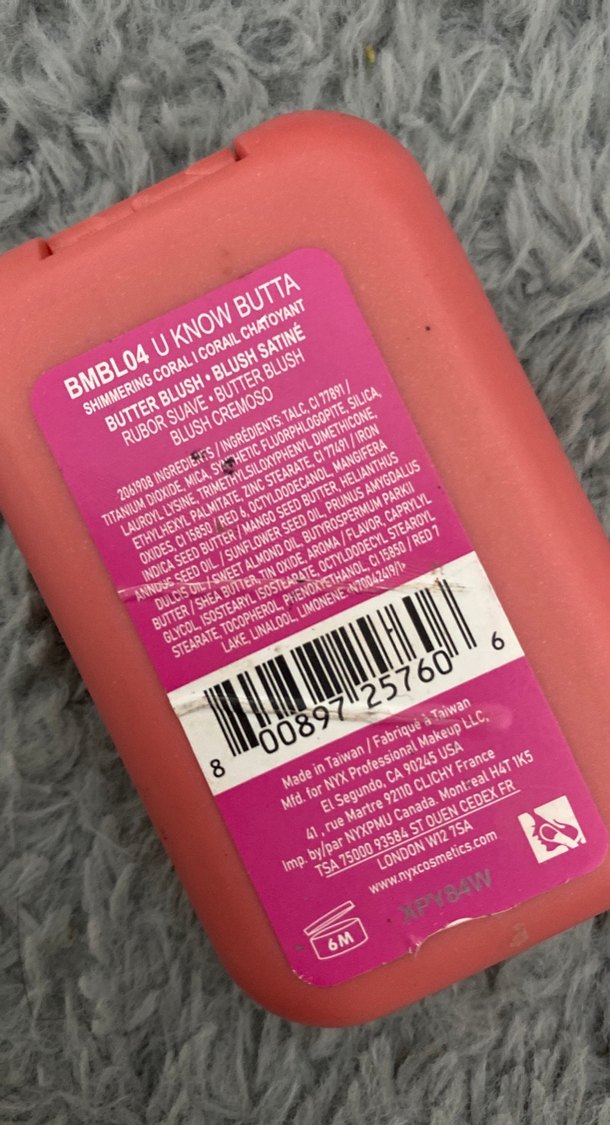 BMBL04 U KNOW BUTTA
SHIMMERING CORAL I CORAIL CHATOYANT
BUTTER BLUSH • BLUSH SATINÉ
RUBOR SUAVE • BUTTER BLUSH
BLUSH CREMOSO
2061908 INGREDIENTS / INGRÉDIENTS: TALC, CI 77891 /
TITANIUM DIOXIDE, MICA, SYNTHETIC FLUORPHLOGOPITE, SILICA,
LAUROYL LYSINE, TRIMETHYLSILOXYPHENYL DIMETHICONE,
ETHYLHEXYL PALMITATE, ZINC STEARATE, CI 77491 / IRON
OXIDES, CI 15850 / RED 6, OCTYLDODECANOL, MANGIFERA
INDICA SEED BUTTER / MANGO SEED BUTTER, HELIANTHUS
ANNUUS SEED OIL / SUNFLOWER SEED OIL, PRUNUS AMYGDALUS
DULCIS OIL / SWEET ALMOND OIL, BUTYROSPERMUM PARKII
BUTTER / SHEA BUTTER, TIN OXIDE, AROMA / FLAVOR, CAPRYLYL
GLYCOL, ISOSTEARYL ISOSTEARATE, OCTYLDODECYL STEAROYL
STEARATE, TOCOPHEROL, PHENOXYETHANOL, CI 15850 / RED 7
LAKE, LINALOOL, LIMONENE
8 00897 25760 6
Made in Taiwan / Fabriqué à Taiwan
Mfd. for NYX Professional Makeup LLC,
El Segundo, CA 90245 USA
41, rue Martre 92110 CLICHY France
Imp. by/par NYXPMU Canada. Montreal H4T 1K5
TSA 75000 93584 ST OUEN CEDEX FR
LONDON W12 7SA
www.nyxcosmetics.com
XPY84W
6M